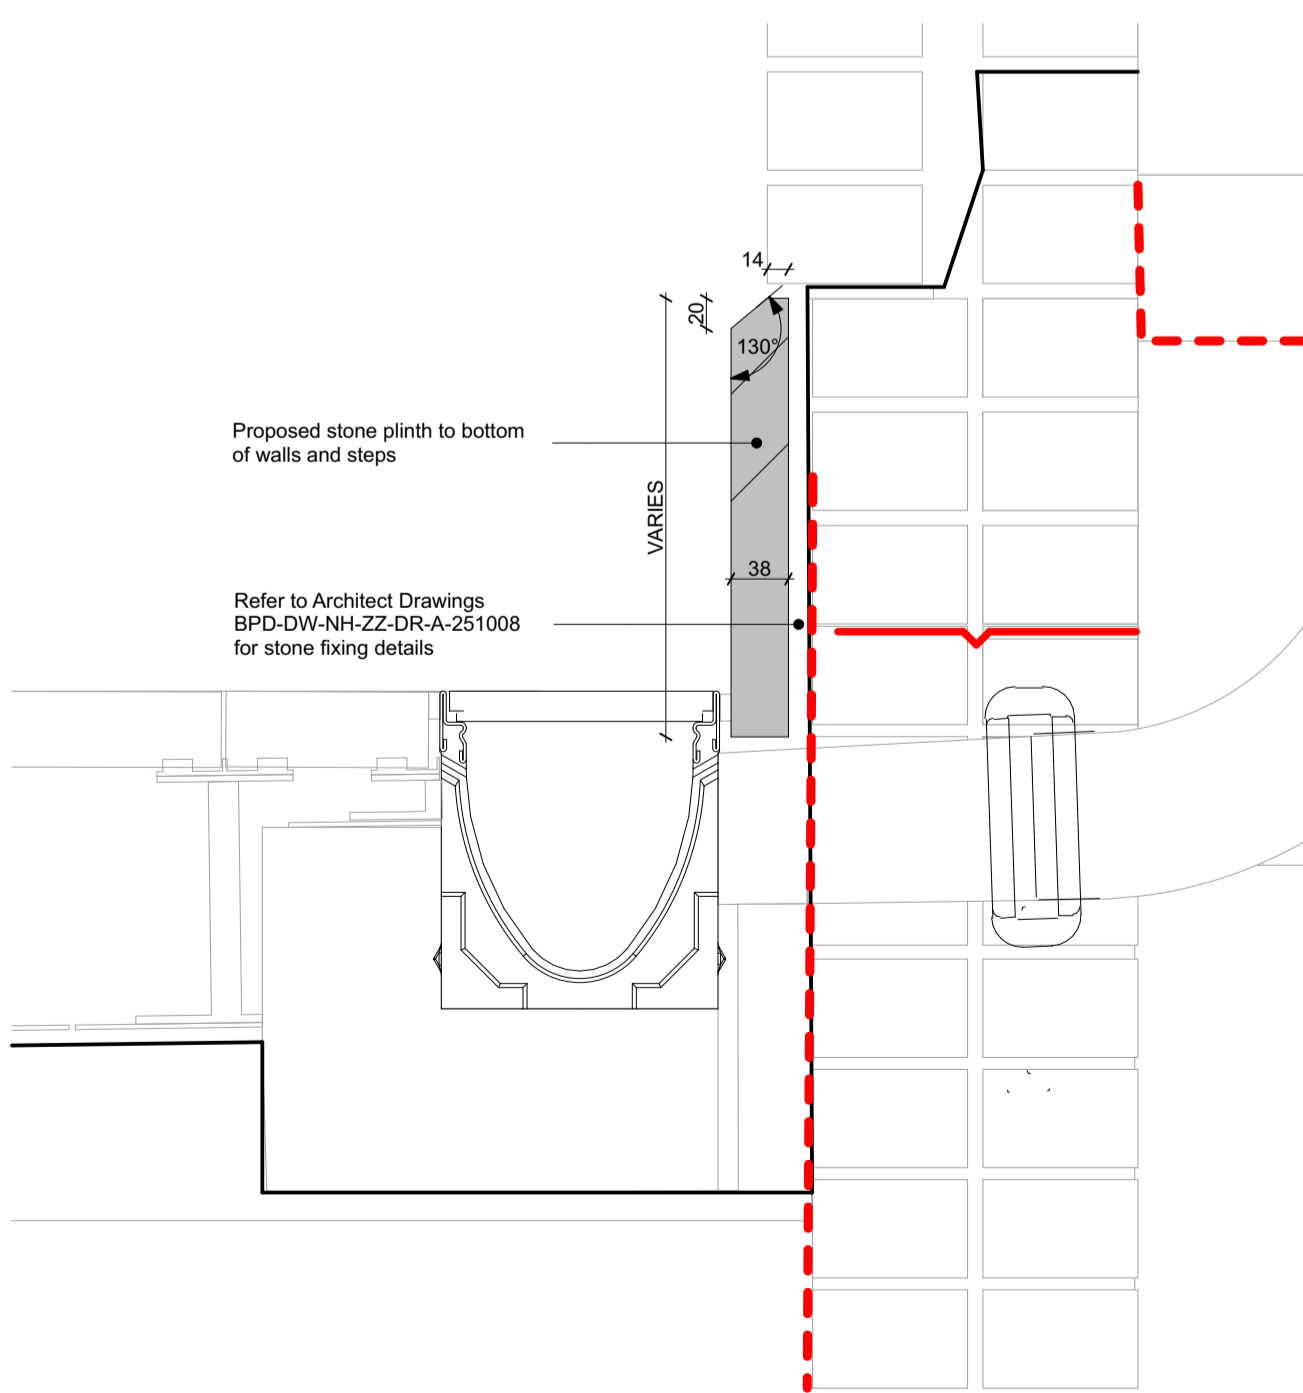 14
20
130°
Proposed stone plinth to bottom
of walls and steps
VARIES
38
Refer to Architect Drawings
BPD-DW-NH-ZZ-DR-A-251008
for stone fixing details